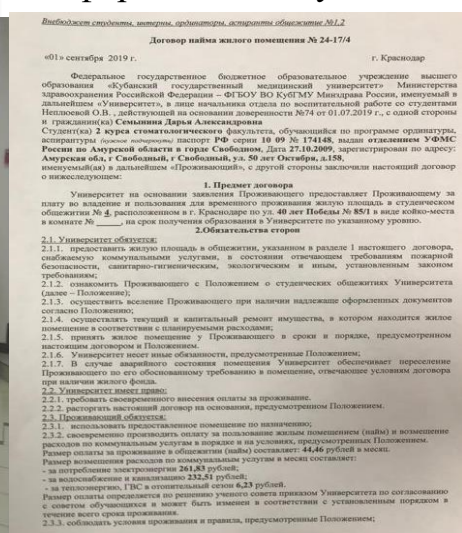 Внебюджет студенты, интерны, ординаторы, аспиранты общежитие №1,2
Договор найма жилого помещения № 24-17/4
«01» сентября 2019 г. г. Краснодар
Федеральное государственное бюджетное образовательное учреждение высшего
образования «Кубанский государственный медицинский университет» Министерства
здравоохранения Российской Федерации – ФГБОУ ВО КубГМУ Минздрава России, именуемый в
дальнейшем «Университет», в лице начальника отдела по воспитательной работе со студентами
Неплюевой О.В., действующей на основании доверенности №74 от 01.07.2019 г., с одной стороны
и гражданин(ка) Семынина Дарья Александровна
Студент(ка) 2 курса стоматологического факультета, обучающийся по программе ординатуры,
аспирантуры (нужное подчеркнуть) паспорт РФ серии 10 09 № 174148, выдан отделением УФМС
России по Амурской области в городе Свободном, Дата 27.10.2009, зарегистрирован по адресу:
Амурская обл, г Свободный, г Свободный, ул. 50 лет Октября, д.158,
именуемый(ая) в дальнейшем «Проживающий», с другой стороны заключили настоящий договор
о нижеследующем:
1. Предмет договора
Университет на основании заявления Проживающего предоставляет Проживающему за
плату во владение и пользования для временного проживания жилую площадь в студенческом
общежитии № 4, расположенном в г. Краснодаре по ул. 40 лет Победы № 85/1 в виде койко-места
в комнате № ______, на срок получения образования в Университете по указанному уровню.
2.Обязательства сторон
2.1. Университет обязуется:
2.1.1. предоставить жилую площадь в общежитии, указанном в разделе 1 настоящего договора,
снабжаемую коммунальными услугами, в состоянии отвечающем требованиям пожарной
безопасности, санитарно-гигиеническим, экологическим и иным, установленным законом
требованиям;
2.1.2. ознакомить Проживающего с Положением о студенческих общежитиях Университета
(далее – Положение);
2.1.3. осуществить вселение Проживающего при наличии надлежаще оформленных документов
согласно Положению;
2.1.4. осуществлять текущий и капитальный ремонт имущества, в котором находится жилое
помещение в соответствии с планируемыми расходами;
2.1.5. принять жилое помещение у Проживающего в сроки и порядке, предусмотренном
настоящим договором и Положением.
2.1.6. Университет несет иные обязанности, предусмотренные Положением;
2.1.7. В случае аварийного состояния помещения Университет обеспечивает переселение
Проживающего по его обоснованному требованию в помещение, отвечающее условиям договора
при наличии жилого фонда.
2.2. Университет имеет право:
2.2.1. требовать своевременного внесения оплаты за проживание.
2.2.2. расторгать настоящий договор на основании, предусмотренном Положением.
2.3. Проживающий обязуется:
2.3.1. использовать предоставленное помещение по назначению;
2.3.2. своевременно производить оплату за пользование жилым помещением (найм) и возмещение
расходов по коммунальным услугам в порядке и на условиях, предусмотренных Положением.
Размер оплаты за проживание в общежитии (найм) составляет: 44,46 рублей в месяц.
Размер возмещения расходов по коммунальным услугам в месяц составляет:
- за потребление электроэнергии 261,83 рублей;
- за водоснабжение и канализацию 232,51 рублей;
- за теплоэнергию, ГВС в отопительный сезон 6,23 рублей.
Размер оплаты определяется по решению ученого совета приказом Университета по согласованию
с советом обучающихся и может быть изменен в соответствии с установленным порядком в
течение всего срока проживания.
2.3.3. соблюдать условия проживания и правила, предусмотренные Положением;